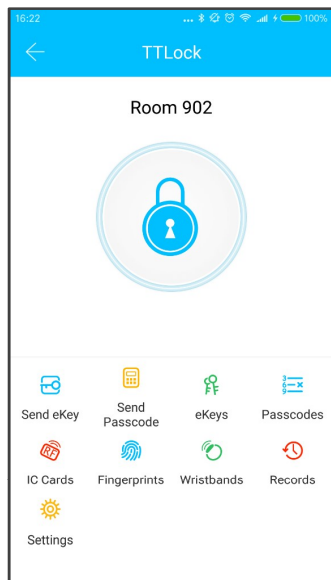 16:22
... 100%
TTLock
Room 902
Send eKey
Send
Passcode
eKeys
Passcodes
IC Cards
Fingerprints
Wristbands
Records
Settings